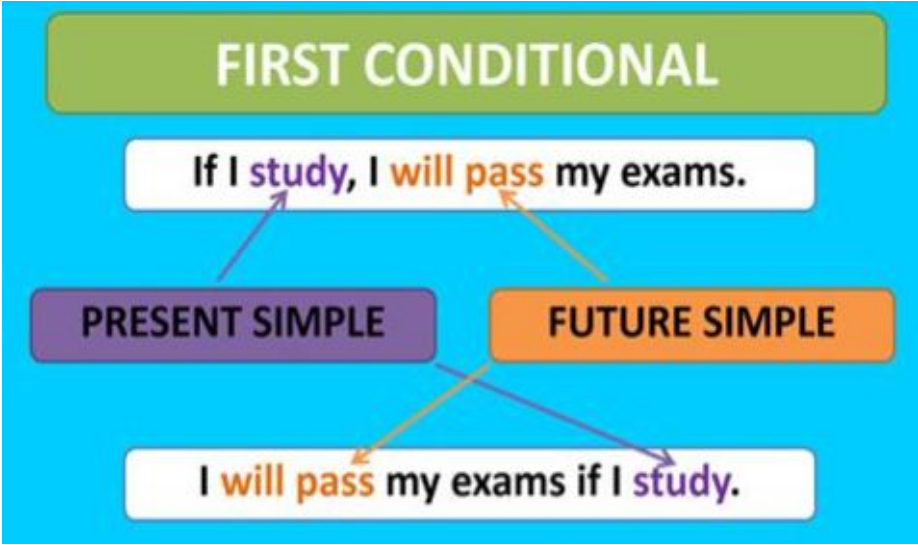 FIRST CONDITIONAL
If I study, I will pass my exams.
PRESENT SIMPLE
FUTURE SIMPLE
I will pass my exams if I study.